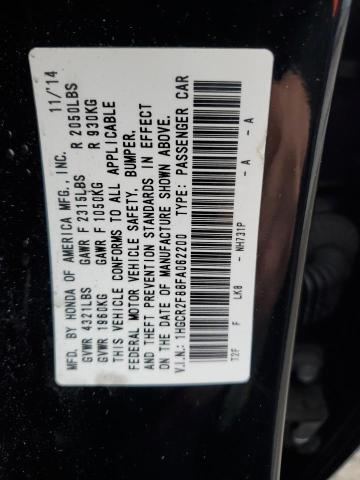 MFD. BY HONDA OF AMERICA MFG., INC. 11/'14
GVWR 4321LBS GAWR F 2315LBS R 2050LBS
GVWR 1960KG GAWR F 1050KG R 930KG
THIS VEHICLE CONFORMS TO ALL APPLICABLE
FEDERAL MOTOR VEHICLE SAFETY, BUMPER,
AND THEFT PREVENTION STANDARDS IN EFFECT
ON THE DATE OF MANUFACTURE SHOWN ABOVE.
V.I.N.: 1HGCR2F88FA062200 TYPE: PASSENGER CAR
T2F F LK8 NH731P - A - A